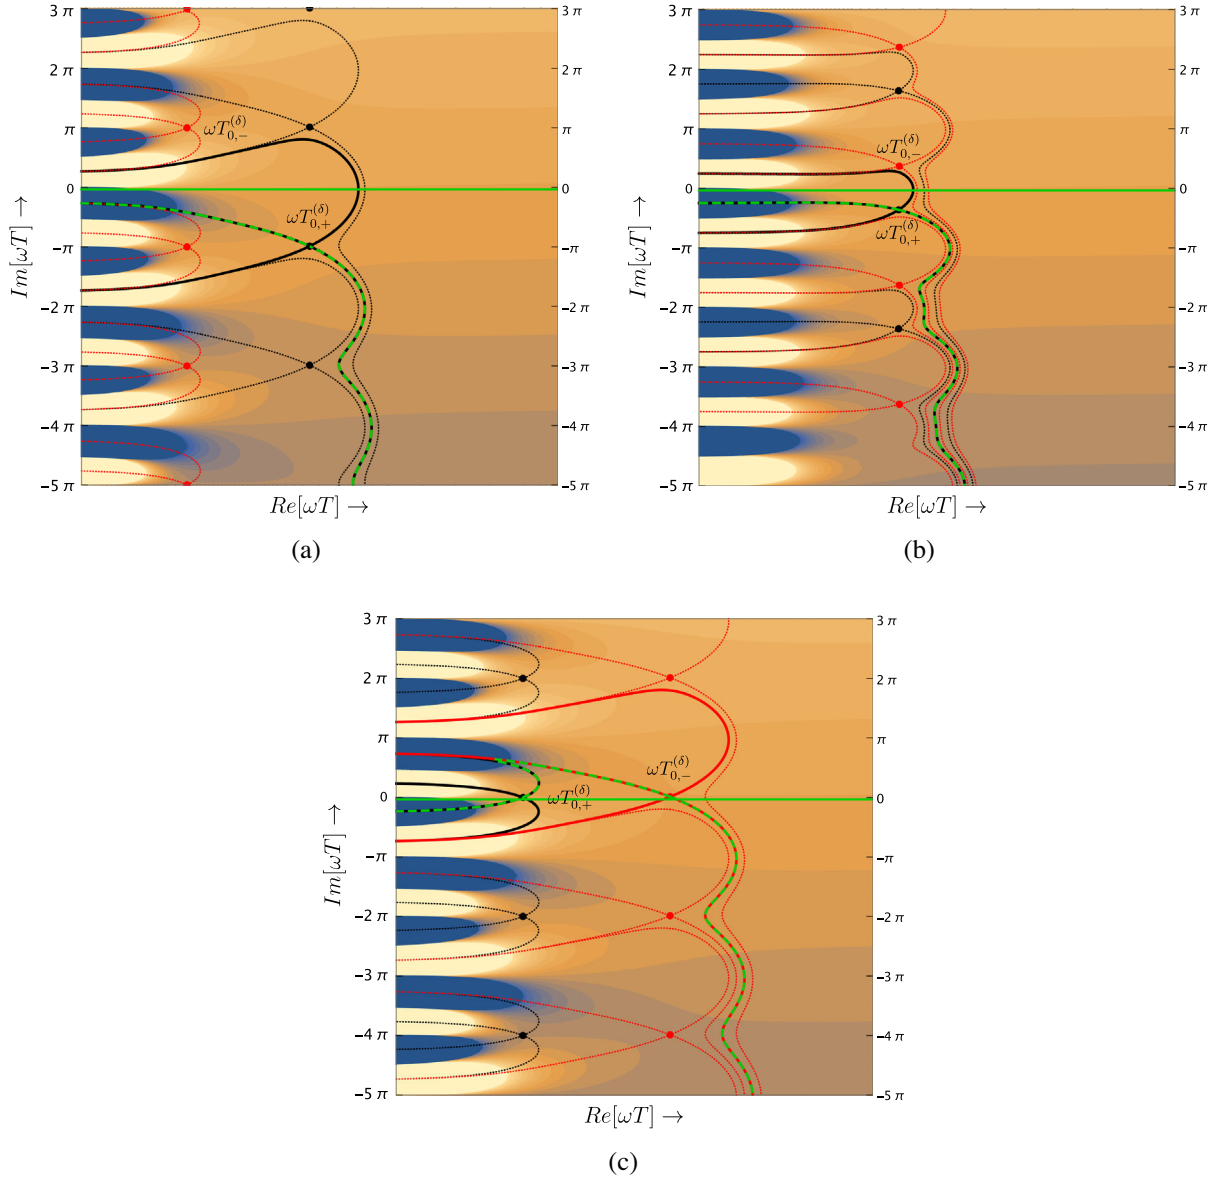 3 π
2 π
π
0
−π
−2 π
−3 π
−4 π
−5 π
3 π
2 π
π
0
−π
−2 π
−3 π
−4 π
−5 π
Im[ωT] →
ωT_{0,−}^{(δ)}
ωT_{0,+}^{(δ)}
Re[ωT] →
(a)
3 π
2 π
π
0
−π
−2 π
−3 π
−4 π
−5 π
3 π
2 π
π
0
−π
−2 π
−3 π
−4 π
−5 π
Im[ωT] →
ωT_{0,−}^{(δ)}
ωT_{0,+}^{(δ)}
Re[ωT] →
(b)
3 π
2 π
π
0
−π
−2 π
−3 π
−4 π
−5 π
3 π
2 π
π
0
−π
−2 π
−3 π
−4 π
−5 π
Im[ωT] →
ωT_{0,−}^{(δ)}
ωT_{0,+}^{(δ)}
Re[ωT] →
(c)